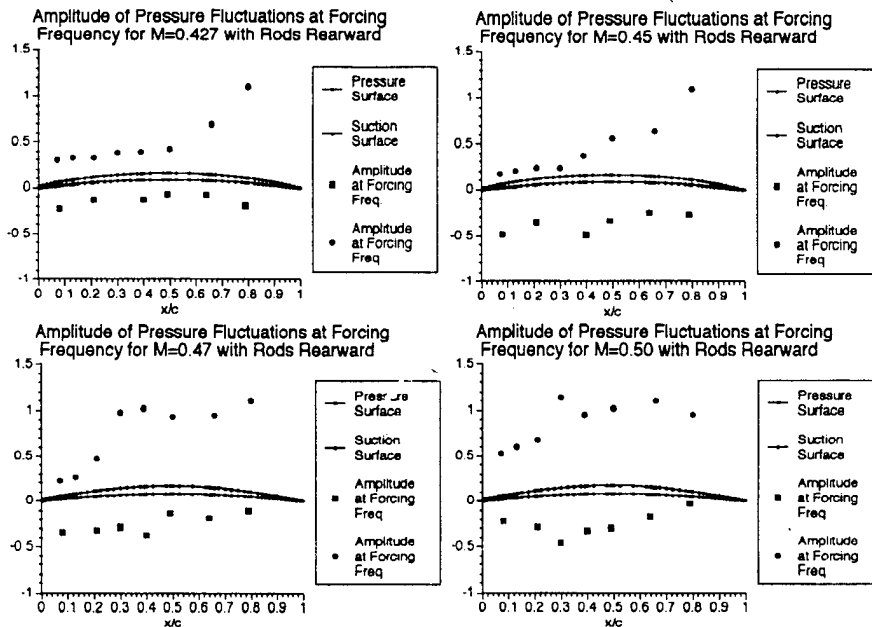 Amplitude of Pressure Fluctuations at Forcing
Frequency for M=0.427 with Rods Rearward
1.5
1
0.5
0
-0.5
-1
0 0.1 0.2 0.3 0.4 0.5 0.6 0.7 0.8 0.9 1
x/c
Pressure
Surface
Suction
Surface
Amplitude
at Forcing
Freq.
Amplitude
at Forcing
Freq
Amplitude of Pressure Fluctuations at Forcing
Frequency for M=0.45 with Rods Rearward
1.5
1
0.5
0
-0.5
-1
0 0.1 0.2 0.3 0.4 0.5 0.6 0.7 0.8 0.9 1
x/c
Pressure
Surface
Suction
Surface
Amplitude
at Forcing
Freq.
Amplitude
at Forcing
Freq
Amplitude of Pressure Fluctuations at Forcing
Frequency for M=0.47 with Rods Rearward
1.5
1
0.5
0
-0.5
-1
0 0.1 0.2 0.3 0.4 0.5 0.6 0.7 0.8 0.9 1
x/c
Pressure
Surface
Suction
Surface
Amplitude
at Forcing
Freq
Amplitude
at Forcing
Freq
Amplitude of Pressure Fluctuations at Forcing
Frequency for M=0.50 with Rods Rearward
1.5
1
0.5
0
-0.5
-1
0 0.1 0.2 0.3 0.4 0.5 0.6 0.7 0.8 0.9 1
x/c
Pressure
Surface
Suction
Surface
Amplitude
at Forcing
Freq
Amplitude
at Forcing
Freq